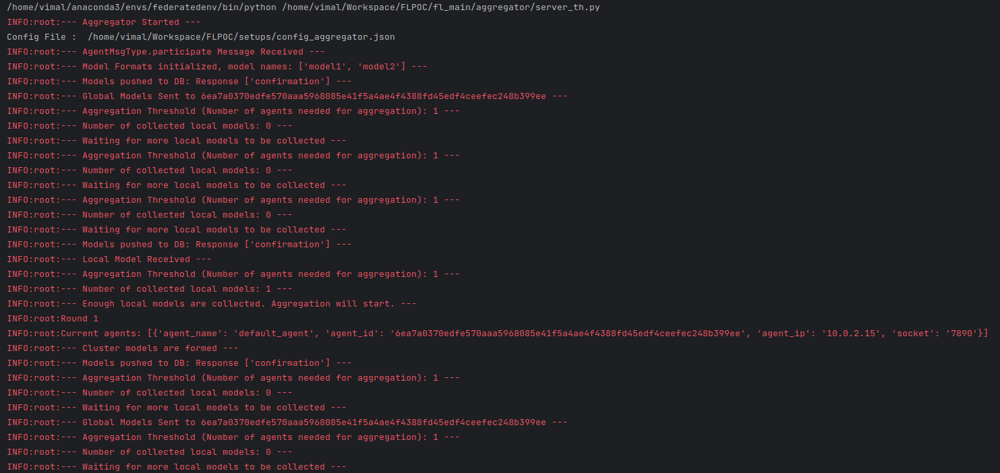 /home/vimal/anaconda3/envs/federatedenv/bin/python /home/vimal/Workspace/FLPOC/fl_main/aggregator/server_th.py
INFO:root:--- Aggregator Started ---
Config File :  /home/vimal/Workspace/FLPOC/setups/config_aggregator.json
INFO:root:--- AgentMsgType.participate Message Received ---
INFO:root:--- Model Formats initialized, model names: ['model1', 'model2'] ---
INFO:root:--- Models pushed to DB: Response ['confirmation'] ---
INFO:root:--- Global Models Sent to 6ea7a0370edfe570aaa5968085e41f5a4ae4f4388fd45edf4ceefec248b399ee ---
INFO:root:--- Aggregation Threshold (Number of agents needed for aggregation): 1 ---
INFO:root:--- Number of collected local models: 0 ---
INFO:root:--- Waiting for more local models to be collected ---
INFO:root:--- Aggregation Threshold (Number of agents needed for aggregation): 1 ---
INFO:root:--- Number of collected local models: 0 ---
INFO:root:--- Waiting for more local models to be collected ---
INFO:root:--- Aggregation Threshold (Number of agents needed for aggregation): 1 ---
INFO:root:--- Number of collected local models: 0 ---
INFO:root:--- Waiting for more local models to be collected ---
INFO:root:--- Models pushed to DB: Response ['confirmation'] ---
INFO:root:--- Local Model Received ---
INFO:root:--- Aggregation Threshold (Number of agents needed for aggregation): 1 ---
INFO:root:--- Number of collected local models: 1 ---
INFO:root:--- Enough local models are collected. Aggregation will start. ---
INFO:root:Round 1
INFO:root:Current agents: [{'agent_name': 'default_agent', 'agent_id': '6ea7a0370edfe570aaa5968085e41f5a4ae4f4388fd45edf4ceefec248b399ee', 'agent_ip': '10.0.2.15', 'socket': '7890'}]
INFO:root:--- Cluster models are formed ---
INFO:root:--- Models pushed to DB: Response ['confirmation'] ---
INFO:root:--- Aggregation Threshold (Number of agents needed for aggregation): 1 ---
INFO:root:--- Number of collected local models: 0 ---
INFO:root:--- Waiting for more local models to be collected ---
INFO:root:--- Global Models Sent to 6ea7a0370edfe570aaa5968085e41f5a4ae4f4388fd45edf4ceefec248b399ee ---
INFO:root:--- Aggregation Threshold (Number of agents needed for aggregation): 1 ---
INFO:root:--- Number of collected local models: 0 ---
INFO:root:--- Waiting for more local models to be collected ---